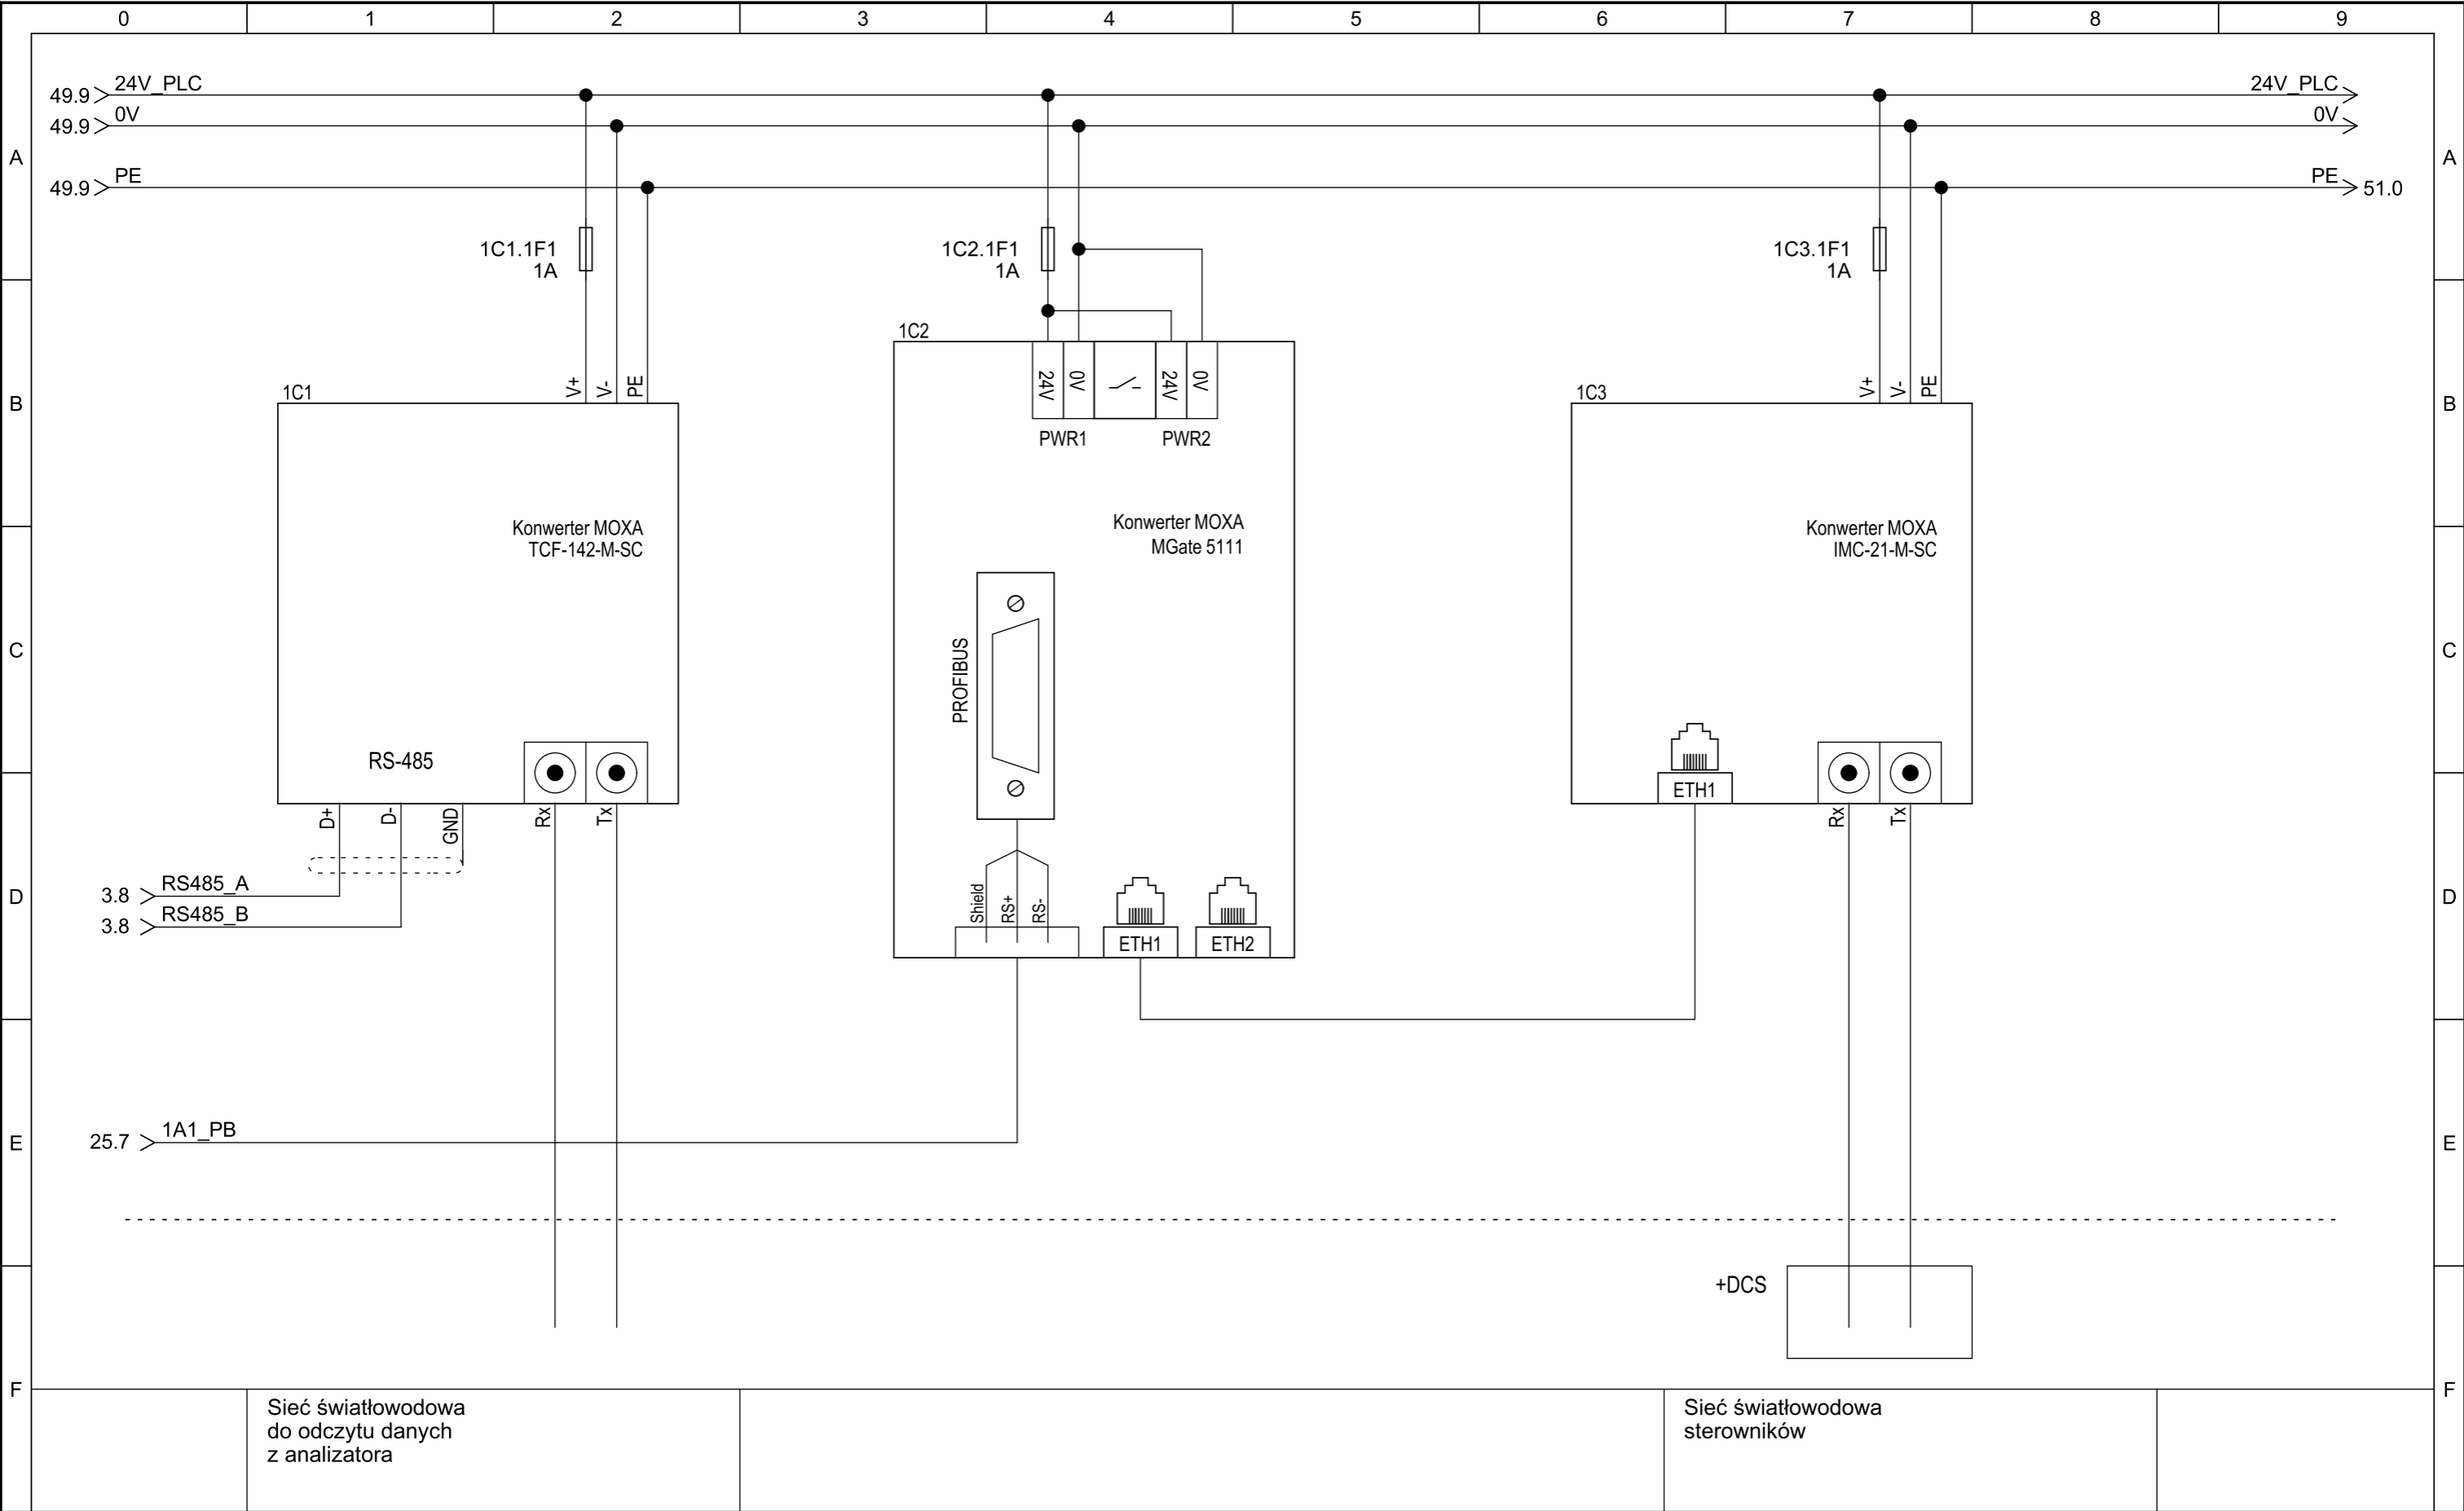 0 1 2 3 4 5 6 7 8 9
49.9 24V_PLC 24V_PLC
49.9 0V 0V
A A
49.9 PE PE 51.0
1C1.1F1
1A
1C2.1F1
1A
1C3.1F1
1A
B B
1C1
V+ V- PE
Konwerter MOXA
TCF-142-M-SC
RS-485
D+ D- GND Rx Tx
1C2
24V 0V 24V 0V
PWR1 PWR2
Konwerter MOXA
MGate 5111
PROFIBUS
Shield RS+ RS-
ETH1 ETH2
1C3
V+ V- PE
Konwerter MOXA
IMC-21-M-SC
ETH1
Rx Tx
C C
3.8 RS485_A
3.8 RS485_B
D D
25.7 1A1_PB
E E
+DCS
F F
Sieć światłowodowa
do odczytu danych
z analizatora
Sieć światłowodowa
sterowników